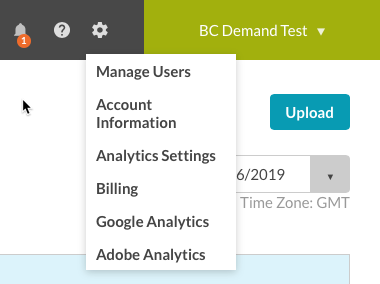 1
?
BC Demand Test ▼
Manage Users
Account
Information
Upload
Analytics Settings
6/2019 ▼
Billing
Time Zone: GMT
Google Analytics
Adobe Analytics